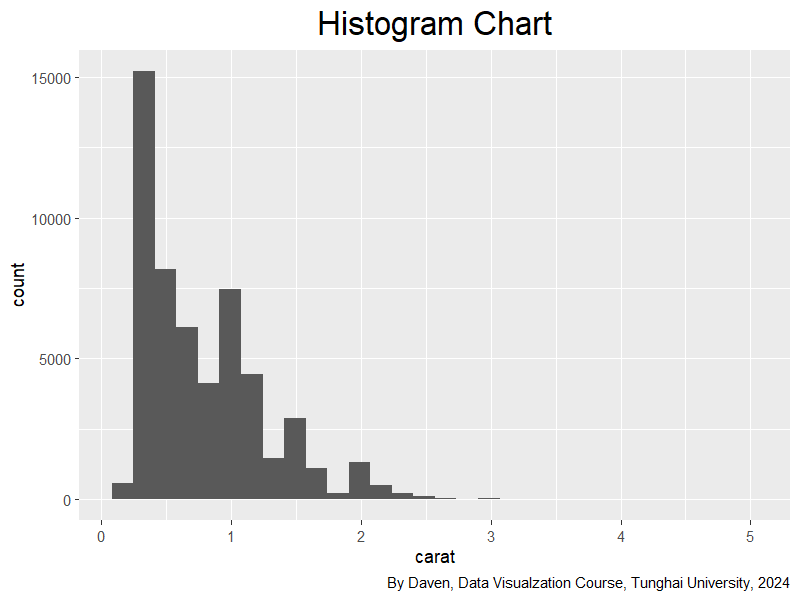 Histogram Chart
15000
10000
5000
0
count
0 1 2 3 4 5
carat
By Daven, Data Visualzation Course, Tunghai University, 2024